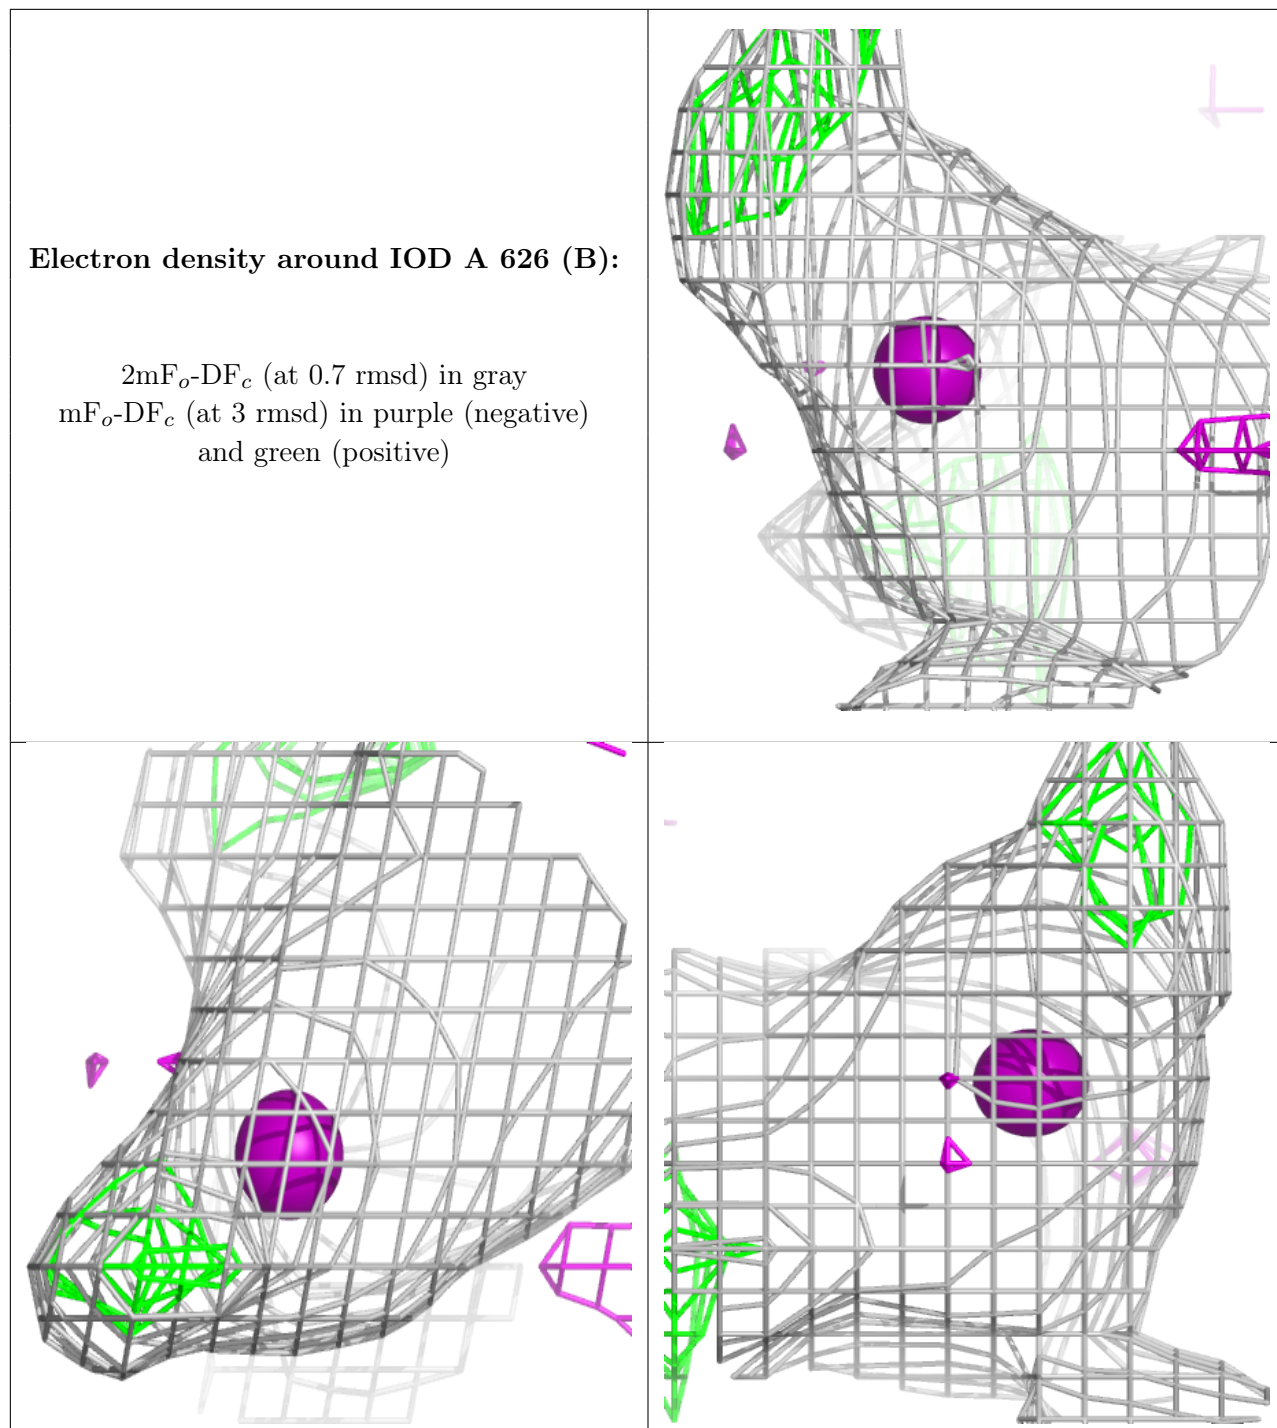 Electron density around IOD A 626 (B):
2mFo-DFc (at 0.7 rmsd) in gray
mFo-DFc (at 3 rmsd) in purple (negative)
and green (positive)